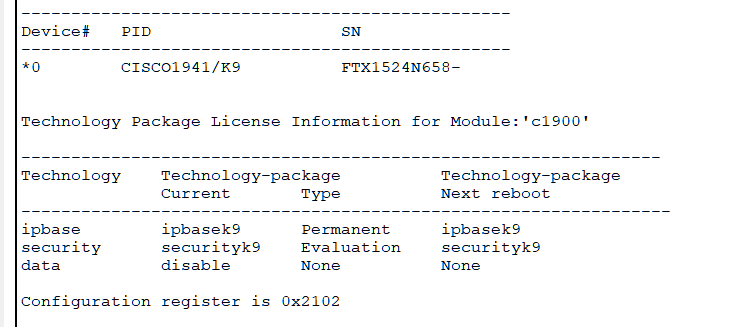 -------------------------------------------------
Device#   PID                   SN
-------------------------------------------------
*0        CISCO1941/K9          FTX1524N658-
Technology Package License Information for Module:'c1900'
----------------------------------------------------------------
Technology    Technology-package          Technology-package
              Current       Type          Next reboot
-----------------------------------------------------------------
ipbase        ipbasek9      Permanent     ipbasek9
security      securityk9    Evaluation    securityk9
data          disable       None          None
Configuration register is 0x2102